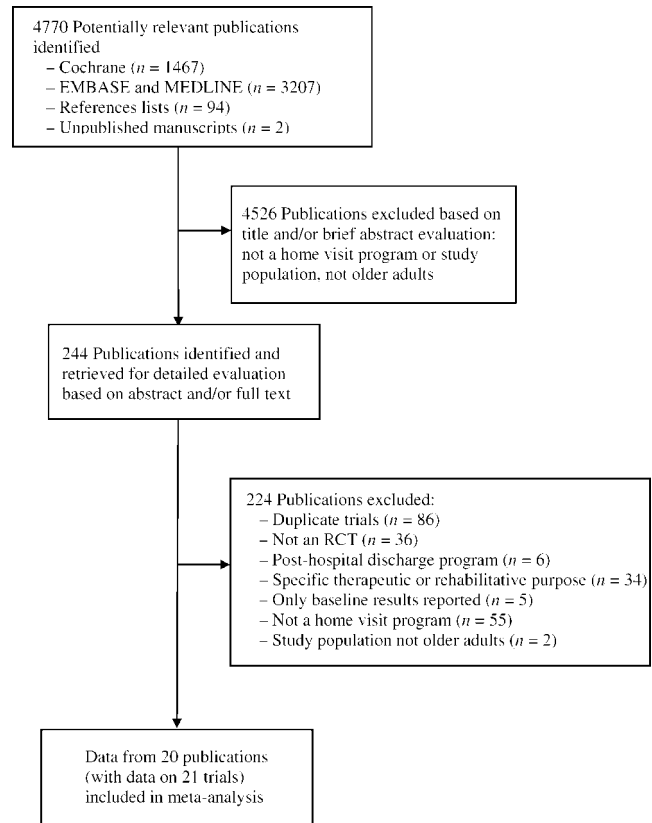 4770 Potentially relevant publications
identified
– Cochrane (n = 1467)
– EMBASE and MEDLINE (n = 3207)
– References lists (n = 94)
– Unpublished manuscripts (n = 2)
4526 Publications excluded based on
title and/or brief abstract evaluation:
not a home visit program or study
population, not older adults
244 Publications identified and
retrieved for detailed evaluation
based on abstract and/or full text
224 Publications excluded:
– Duplicate trials (n = 86)
– Not an RCT (n = 36)
– Post-hospital discharge program (n = 6)
– Specific therapeutic or rehabilitative purpose (n = 34)
– Only baseline results reported (n = 5)
– Not a home visit program (n = 55)
– Study population not older adults (n = 2)
Data from 20 publications
(with data on 21 trials)
included in meta-analysis